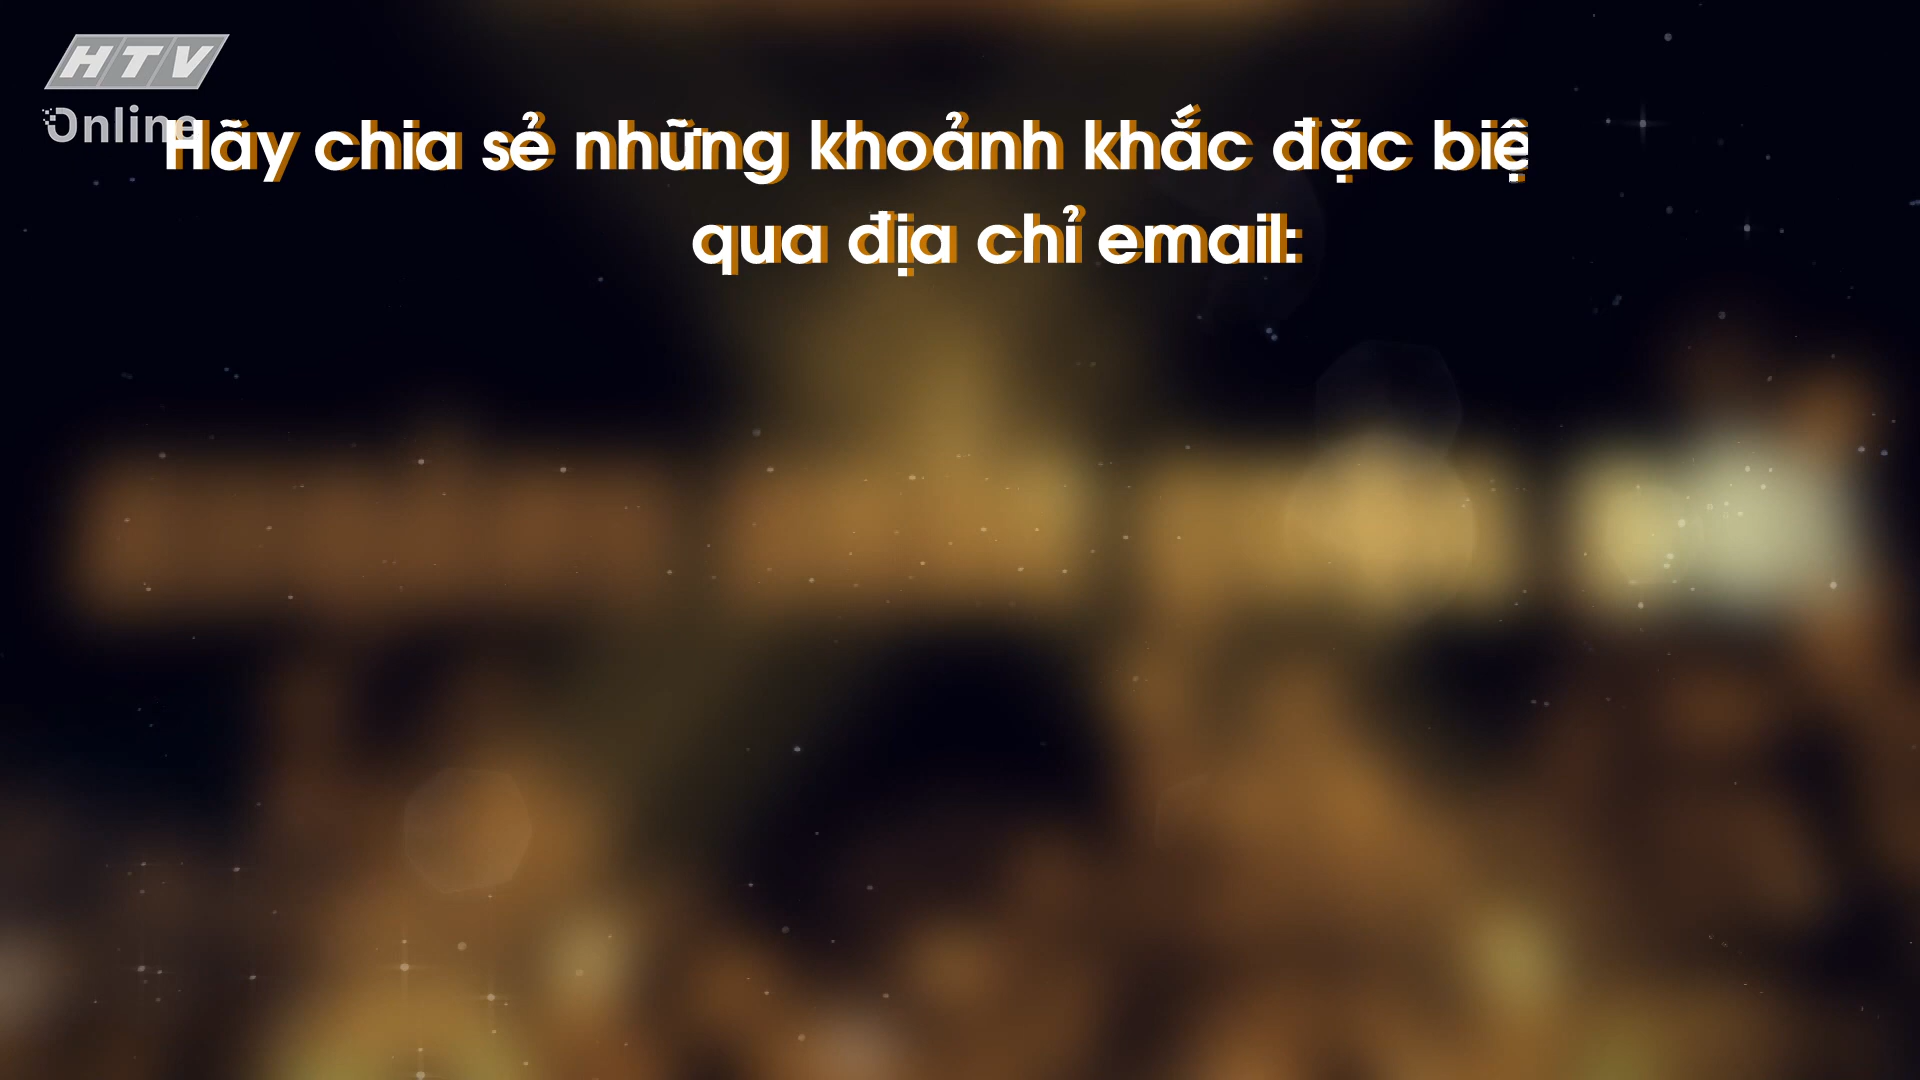 HTV
Online
Hãy chia sẻ những khoảnh khắc đặc biệ
qua địa chỉ email: